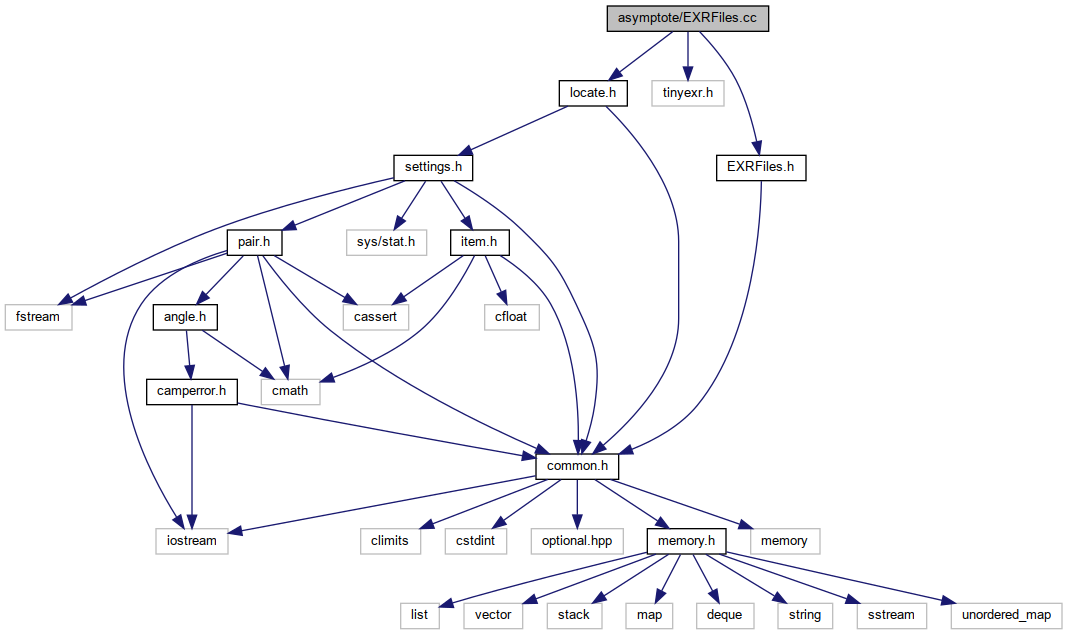 asymptote/EXRFiles.cc
locate.h
tinyexr.h
settings.h
EXRFiles.h
pair.h
sys/stat.h
item.h
fstream
angle.h
cassert
cfloat
camperror.h
cmath
common.h
iostream
climits
cstdint
optional.hpp
memory.h
memory
list
vector
stack
map
deque
string
sstream
unordered_map